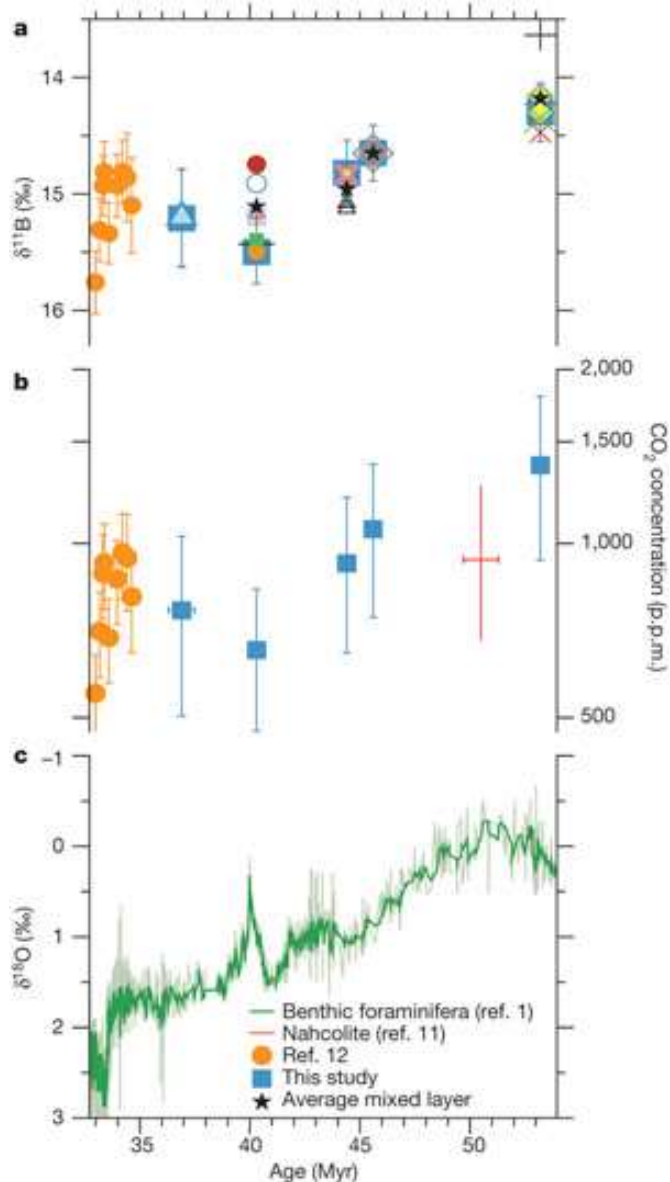 a
14
15
16
δ11B (‰)
b
2,000
1,500
1,000
500
CO2 concentration (p.p.m.)
c
–1
0
1
2
3
δ18O (‰)
Benthic foraminifera (ref. 1)
Nahcolite (ref. 11)
Ref. 12
This study
Average mixed layer
35
40
45
50
Age (Myr)